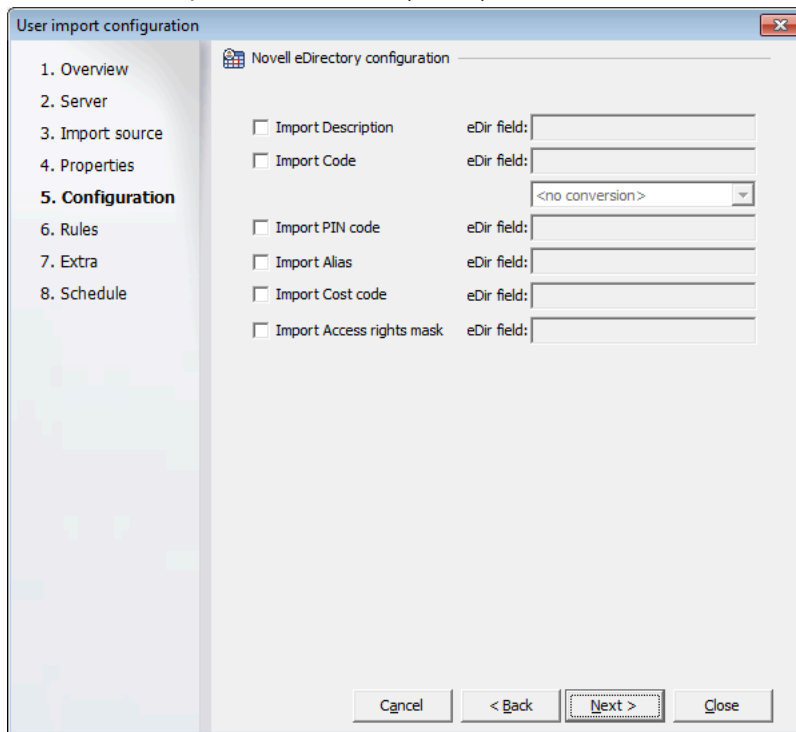 User import configuration
1. Overview
2. Server
3. Import source
4. Properties
5. Configuration
6. Rules
7. Extra
8. Schedule
Novell eDirectory configuration
Import Description eDir field:
Import Code eDir field:
<no conversion>
Import PIN code eDir field:
Import Alias eDir field:
Import Cost code eDir field:
Import Access rights mask eDir field:
Cancel < Back Next > Close